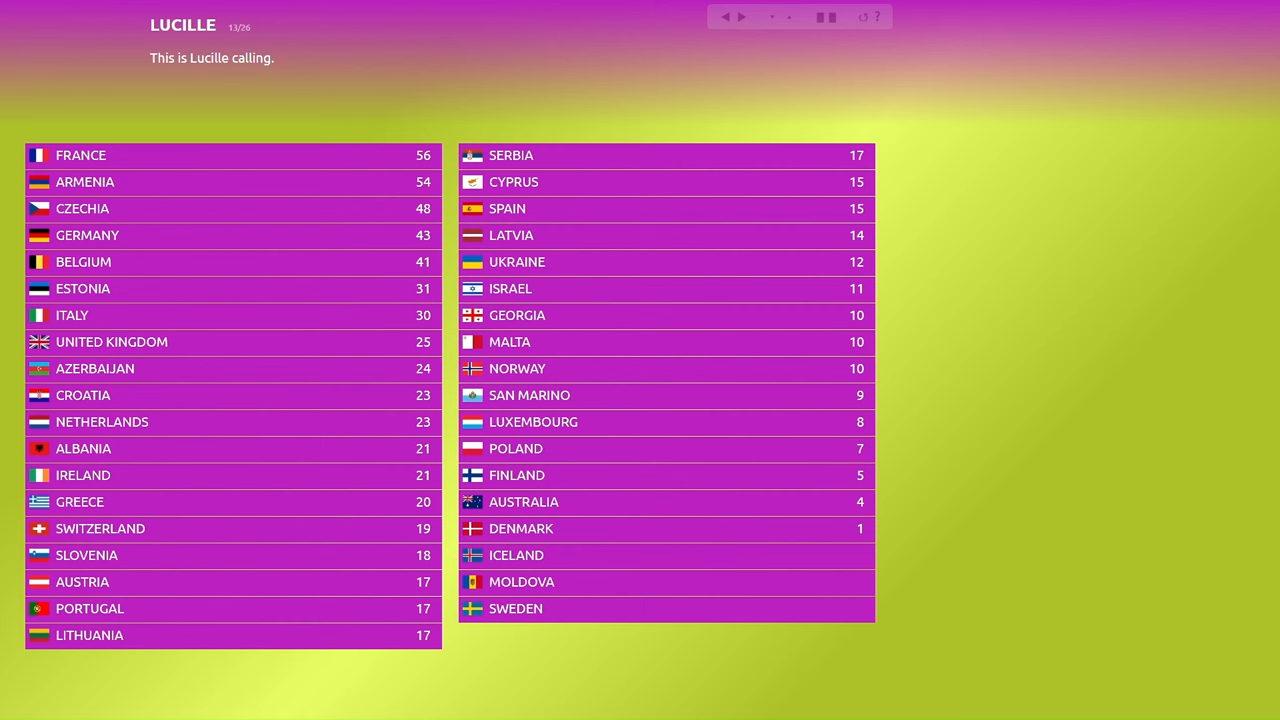 LUCILLE 13/26
This is Lucille calling.
FRANCE 56
ARMENIA 54
CZECHIA 48
GERMANY 43
BELGIUM 41
ESTONIA 31
ITALY 30
UNITED KINGDOM 25
AZERBAIJAN 24
CROATIA 23
NETHERLANDS 23
ALBANIA 21
IRELAND 21
GREECE 20
SWITZERLAND 19
SLOVENIA 18
AUSTRIA 17
PORTUGAL 17
LITHUANIA 17
SERBIA 17
CYPRUS 15
SPAIN 15
LATVIA 14
UKRAINE 12
ISRAEL 11
GEORGIA 10
MALTA 10
NORWAY 10
SAN MARINO 9
LUXEMBOURG 8
POLAND 7
FINLAND 5
AUSTRALIA 4
DENMARK 1
ICELAND
MOLDOVA
SWEDEN